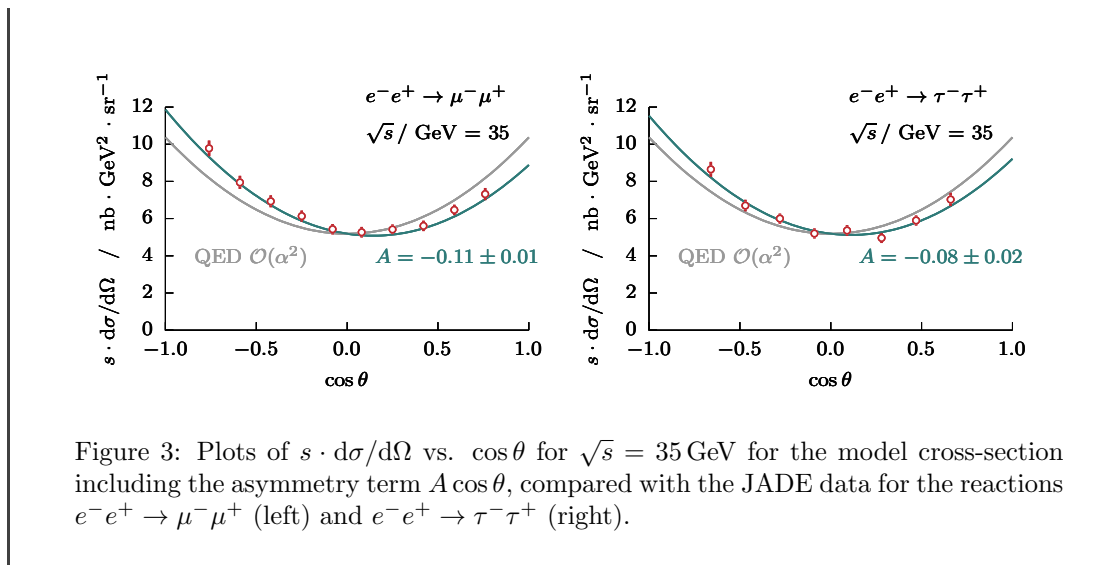 e⁻e⁺ → μ⁻μ⁺
√s / GeV = 35
s · dσ/dΩ / nb · GeV² · sr⁻¹
12
10
8
6
4
2
0
QED 𝒪(α²)
A = −0.11 ± 0.01
−1.0 −0.5 0.0 0.5 1.0
cos θ
e⁻e⁺ → τ⁻τ⁺
√s / GeV = 35
s · dσ/dΩ / nb · GeV² · sr⁻¹
12
10
8
6
4
2
0
QED 𝒪(α²)
A = −0.08 ± 0.02
−1.0 −0.5 0.0 0.5 1.0
cos θ
Figure 3: Plots of s · dσ/dΩ vs. cos θ for √s = 35 GeV for the model cross-section
including the asymmetry term A cos θ, compared with the JADE data for the reactions
e⁻e⁺ → μ⁻μ⁺ (left) and e⁻e⁺ → τ⁻τ⁺ (right).